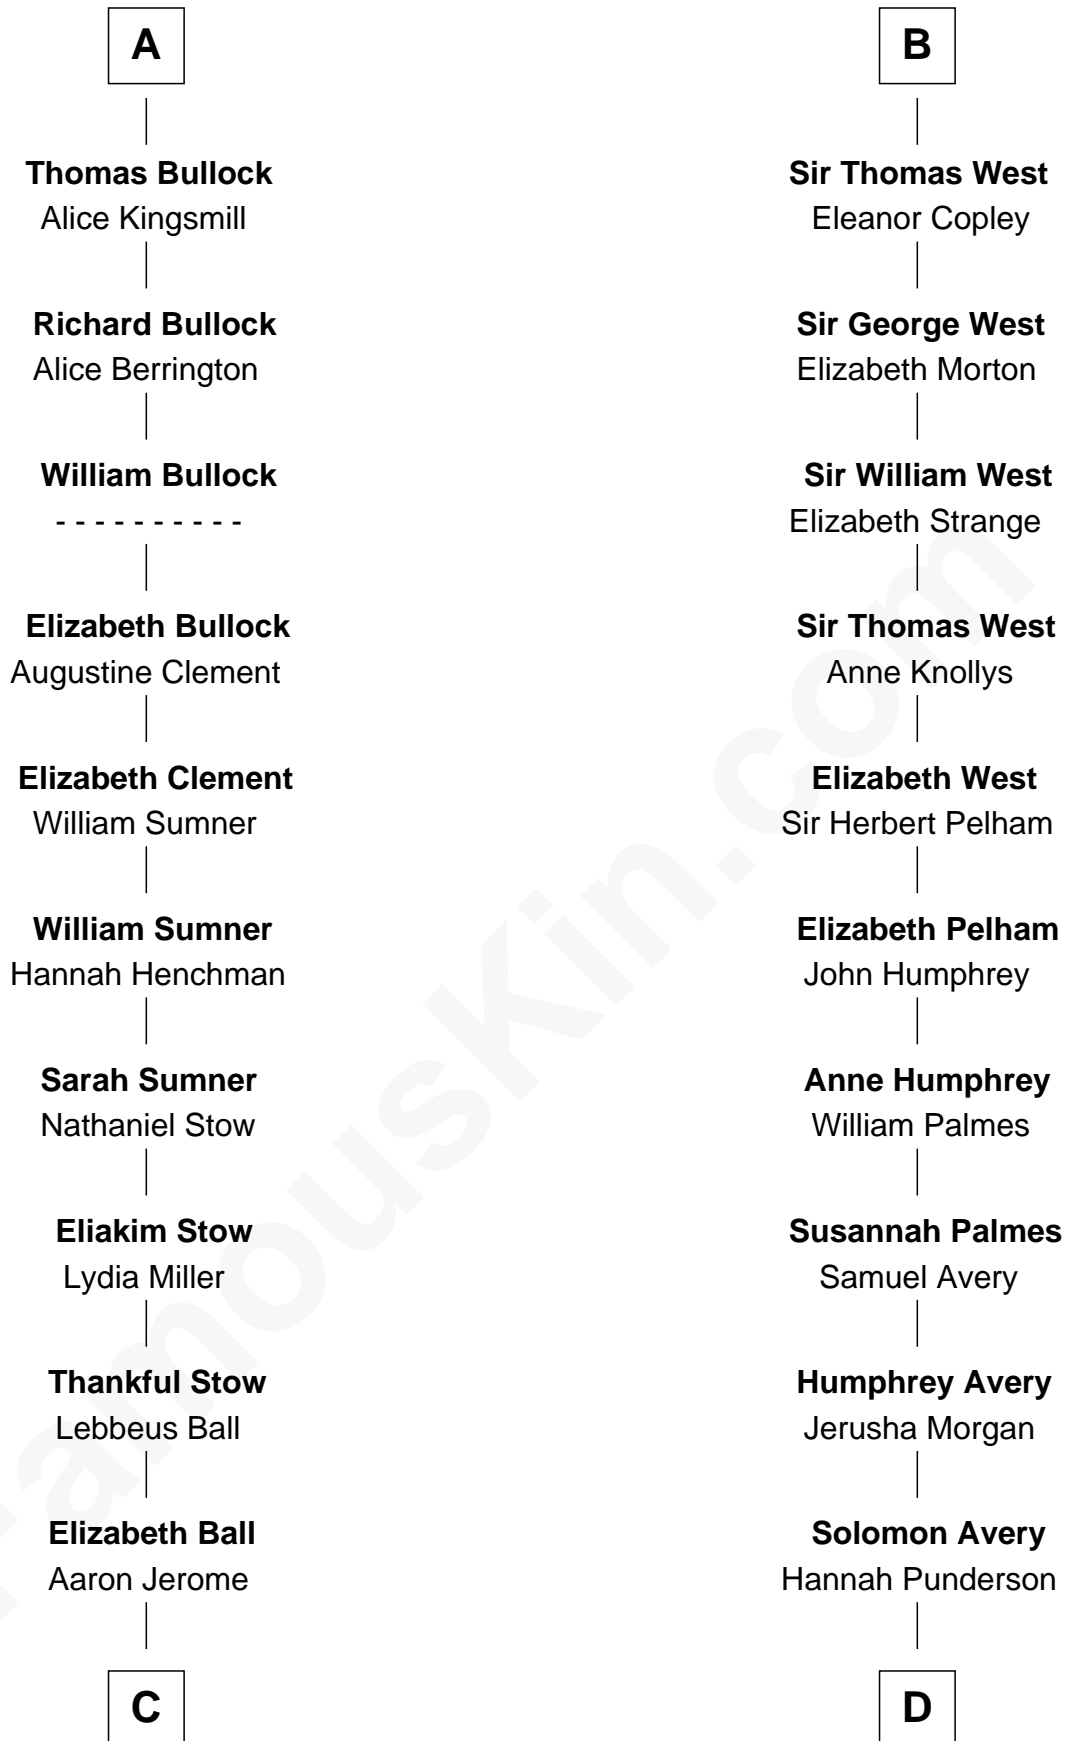 A
Thomas Bullock
Alice Kingsmill
Richard Bullock
Alice Berrington
William Bullock
- - - - - - - - - -
Elizabeth Bullock
Augustine Clement
Elizabeth Clement
William Sumner
William Sumner
Hannah Henchman
Sarah Sumner
Nathaniel Stow
Eliakim Stow
Lydia Miller
Thankful Stow
Lebbeus Ball
Elizabeth Ball
Aaron Jerome
C
B
Sir Thomas West
Eleanor Copley
Sir George West
Elizabeth Morton
Sir William West
Elizabeth Strange
Sir Thomas West
Anne Knollys
Elizabeth West
Sir Herbert Pelham
Elizabeth Pelham
John Humphrey
Anne Humphrey
William Palmes
Susannah Palmes
Samuel Avery
Humphrey Avery
Jerusha Morgan
Solomon Avery
Hannah Punderson
D
FamousKin.com